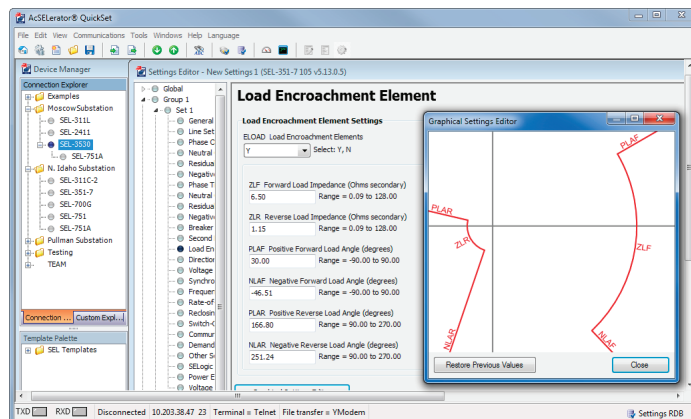 AcSELerator® QuickSet
File Edit View Communications Tools Windows Help Language
Device Manager
Connection Explorer
Examples
MoscowSubstation
SEL-311L
SEL-2411
SEL-3530
SEL-751A
N. Idaho Substation
SEL-311C-2
SEL-351-7
SEL-700G
SEL-751
SEL-751A
Pullman Substation
Testing
TEAM
Connection ... Custom Expl...
Template Palette
SEL Templates
Settings Editor - New Settings 1 (SEL-351-7 105 v5.13.0.5)
Global
Group 1
Set 1
General
Line Set
Phase O
Neutral
Residua
Negativ
Phase T
Neutral
Residua
Negativ
Breaker
Second
Load En
Direction
Voltage
Synchro
Frequen
Rate-of
Reclosin
Switch-O
Commun
Demand
Other S
SELogic
Power E
Voltage
Load Encroachment Element
Load Encroachment Element Settings
ELOAD Load Encroachment Elements
Y Select: Y, N
ZLF Forward Load Impedance (Ohms secondary)
6.50 Range = 0.09 to 128.00
ZLR Reverse Load Impedance (Ohms secondary)
1.15 Range = 0.09 to 128.00
PLAF Positive Forward Load Angle (degrees)
30.00 Range = -90.00 to 90.00
NLAF Negative Forward Load Angle (degrees)
-46.51 Range = -90.00 to 90.00
PLAR Positive Reverse Load Angle (degrees)
166.80 Range = 90.00 to 270.00
NLAR Negative Reverse Load Angle (degrees)
251.24 Range = 90.00 to 270.00
Graphical Settings Editor
PLAF
PLAR
ZLR
ZLF
NLAR
NLAF
Restore Previous Values Close
TXD RXD Disconnected 10.203.38.47 23 Terminal = Telnet File transfer = YModem Settings RDB